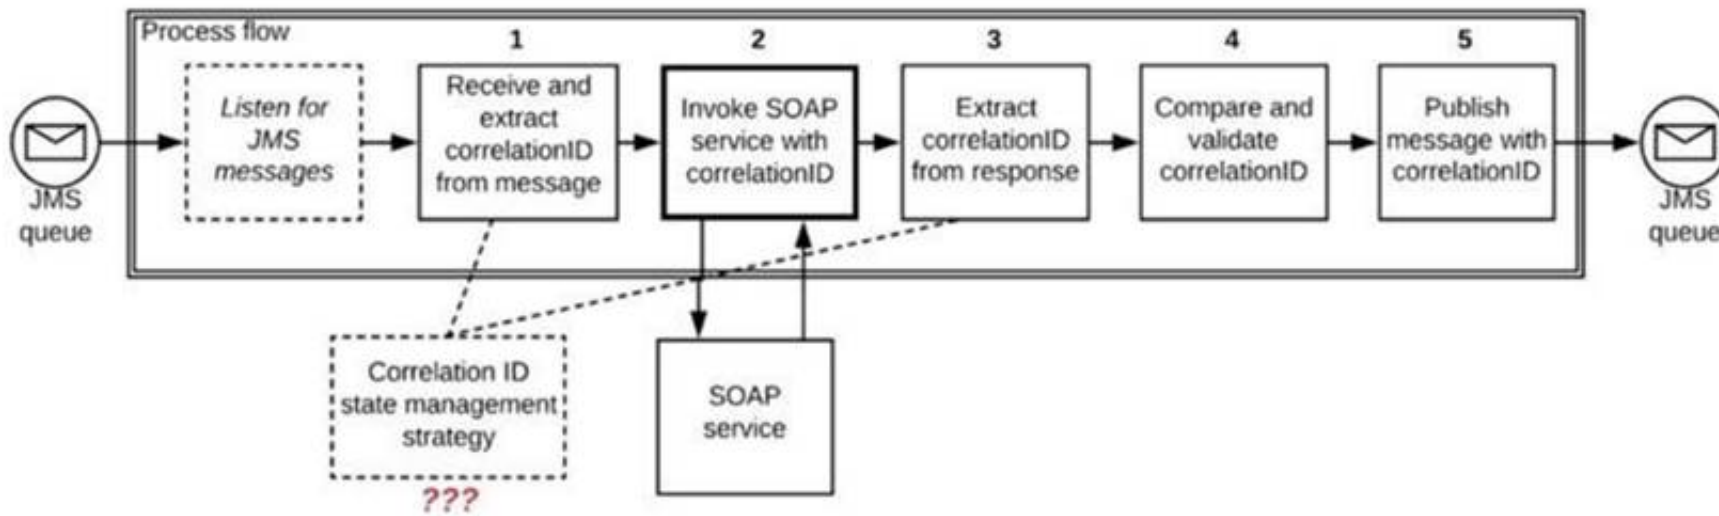 Process flow
1
2
3
4
5
JMS
queue
Listen for
JMS
messages
Receive and
extract
correlationID
from message
Invoke SOAP
service with
correlationID
Extract
correlationID
from response
Compare and
validate
correlationID
Publish
message with
correlationID
JMS
queue
Correlation ID
state management
strategy
???
SOAP
service